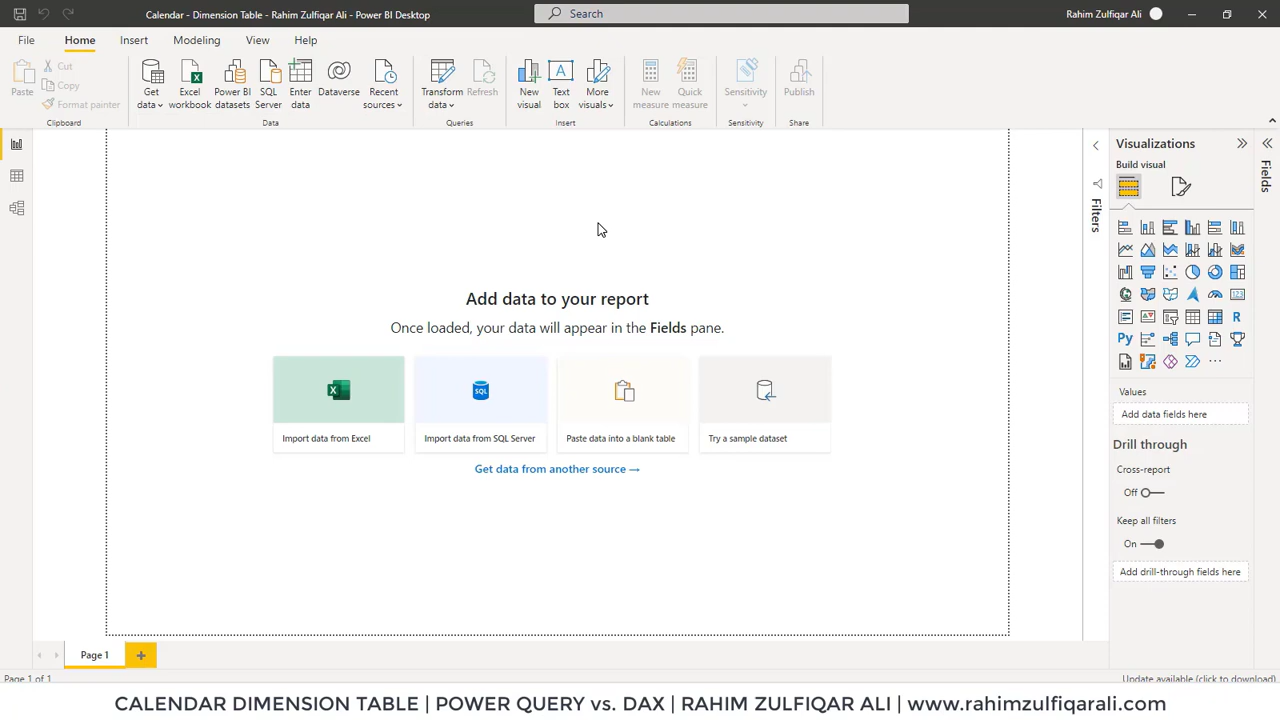 Calendar - Dimension Table - Rahim Zulfiqar Ali - Power BI Desktop
Search
Rahim Zulfiqar Ali
File Home Insert Modeling View Help
Paste
Cut
Copy
Format painter
Clipboard
Get data
Excel workbook
Power BI datasets
SQL Server
Enter data
Dataverse
Recent sources
Data
Transform data
Refresh
Queries
New visual
Text box
More visuals
Insert
New measure
Quick measure
Calculations
Sensitivity
Sensitivity
Publish
Share
Add data to your report
Once loaded, your data will appear in the Fields pane.
SQL
Import data from Excel
Import data from SQL Server
Paste data into a blank table
Try a sample dataset
Get data from another source →
Filters
Visualizations
Build visual
123
R
Py
Values
Add data fields here
Drill through
Cross-report
Off
Keep all filters
On
Add drill-through fields here
Fields
Page 1
Page 1 of 1
Update available (click to download)
CALENDAR DIMENSION TABLE | POWER QUERY vs. DAX | RAHIM ZULFIQAR ALI | www.rahimzulfiqarali.com